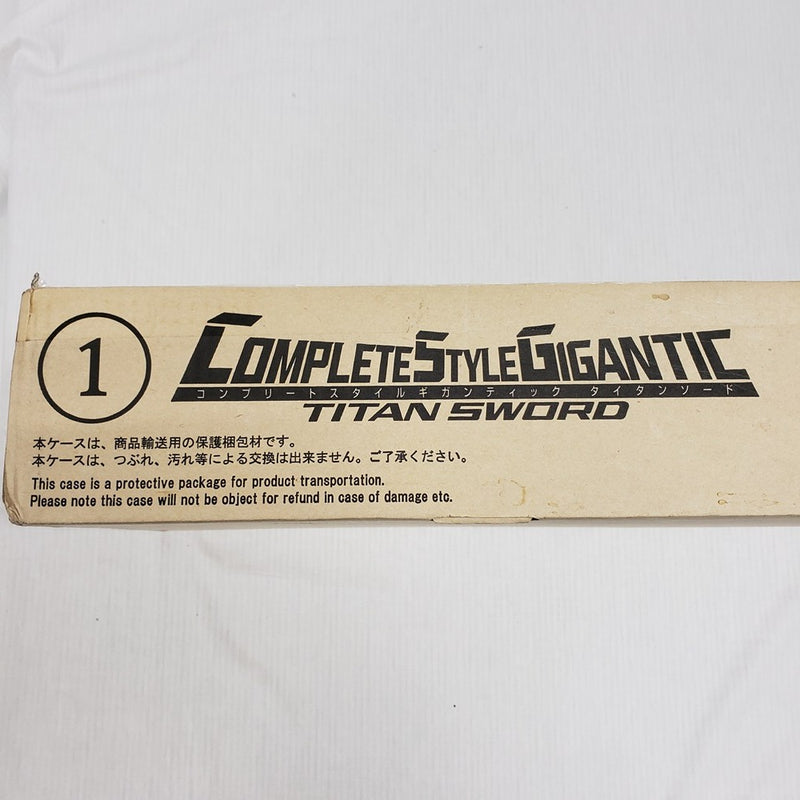 1
COMPLETE STYLE GIGANTIC
コンプリートスタイルギガンティック タイタンソード
TITAN SWORD
本ケースは、商品輸送用の保護梱包材です。
本ケースは、つぶれ、汚れ等による交換は出来ません。ご了承ください。
This case is a protective package for product transportation.
Please note this case will not be object for refund in case of damage etc.